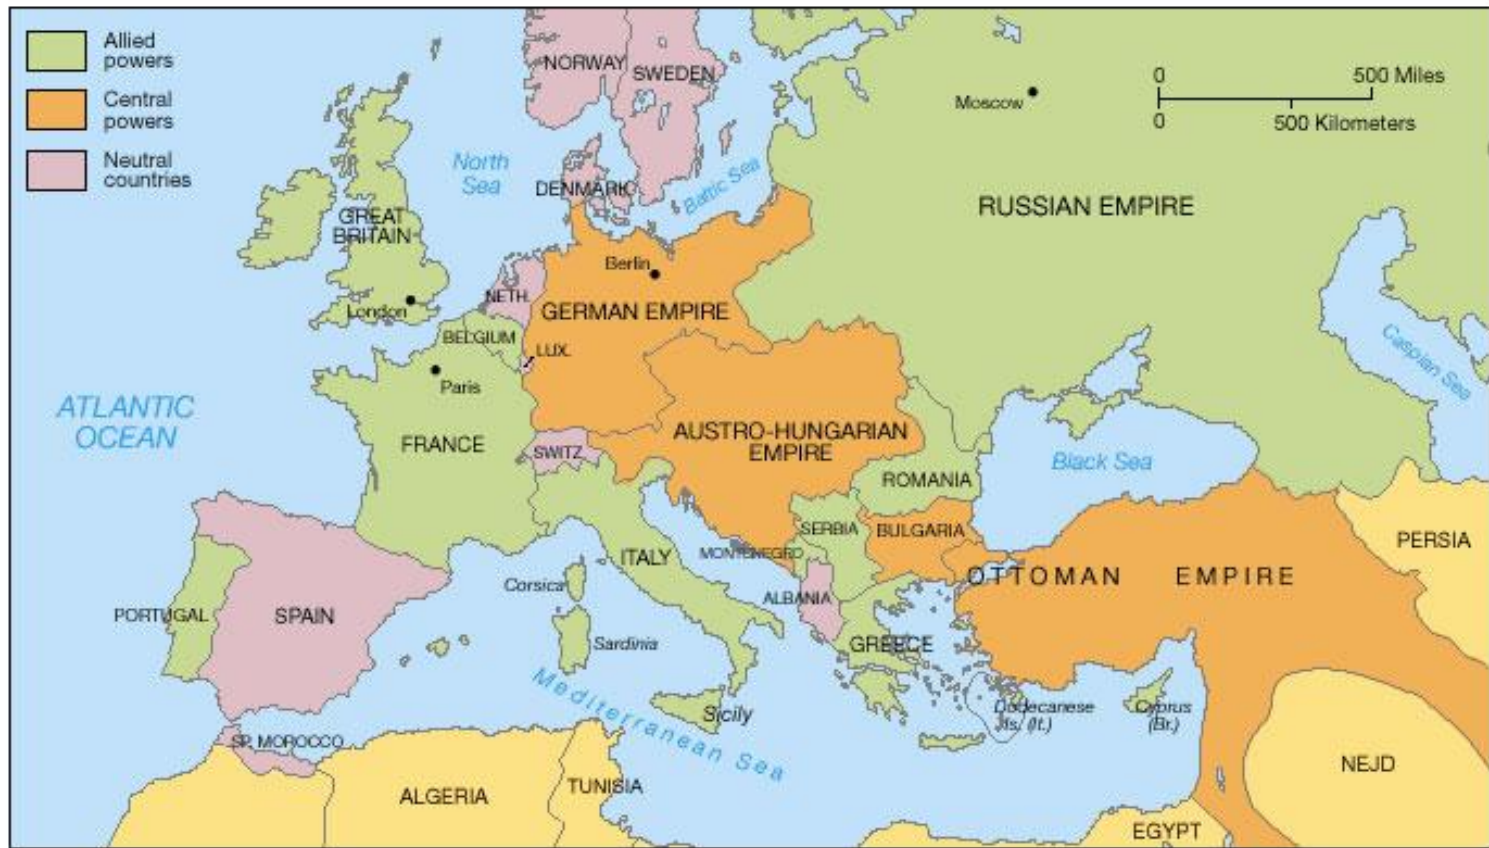 Allied
powers
Central
powers
Neutral
countries
0 500 Miles
0 500 Kilometers
NORWAY
SWEDEN
Moscow
North
Sea
DENMARK
Baltic Sea
RUSSIAN EMPIRE
GREAT
BRITAIN
Berlin
London
NETH.
GERMAN EMPIRE
BELGIUM
LUX.
Paris
Caspian Sea
ATLANTIC
OCEAN
FRANCE
SWITZ.
AUSTRO-HUNGARIAN
EMPIRE
Black Sea
ROMANIA
SERBIA
BULGARIA
PERSIA
ITALY
MONTENEGRO
OTTOMAN EMPIRE
Corsica
ALBANIA
PORTUGAL
SPAIN
Sardinia
GREECE
Mediterranean Sea
Sicily
Dodecanese
Is. (It.)
Cyprus
(Br.)
SP. MOROCCO
NEJD
ALGERIA
TUNISIA
EGYPT